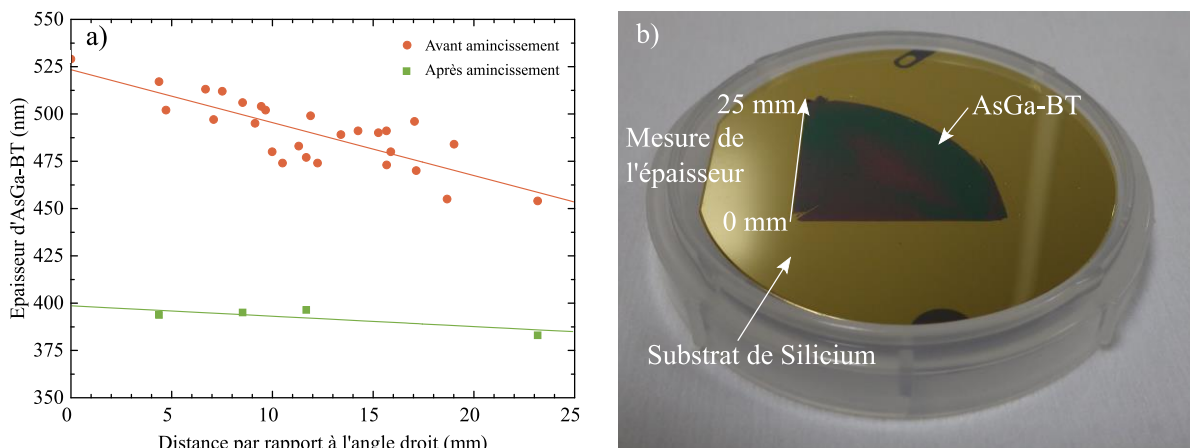 a)
550
525
500
475
450
425
400
375
350
0
5
10
15
20
25
Epaisseur d'AsGa-BT (nm)
Distance par rapport à l'angle droit (mm)
Avant amincissement
Après amincissement
b)
25 mm
Mesure de
l'épaisseur
0 mm
AsGa-BT
Substrat de Silicium